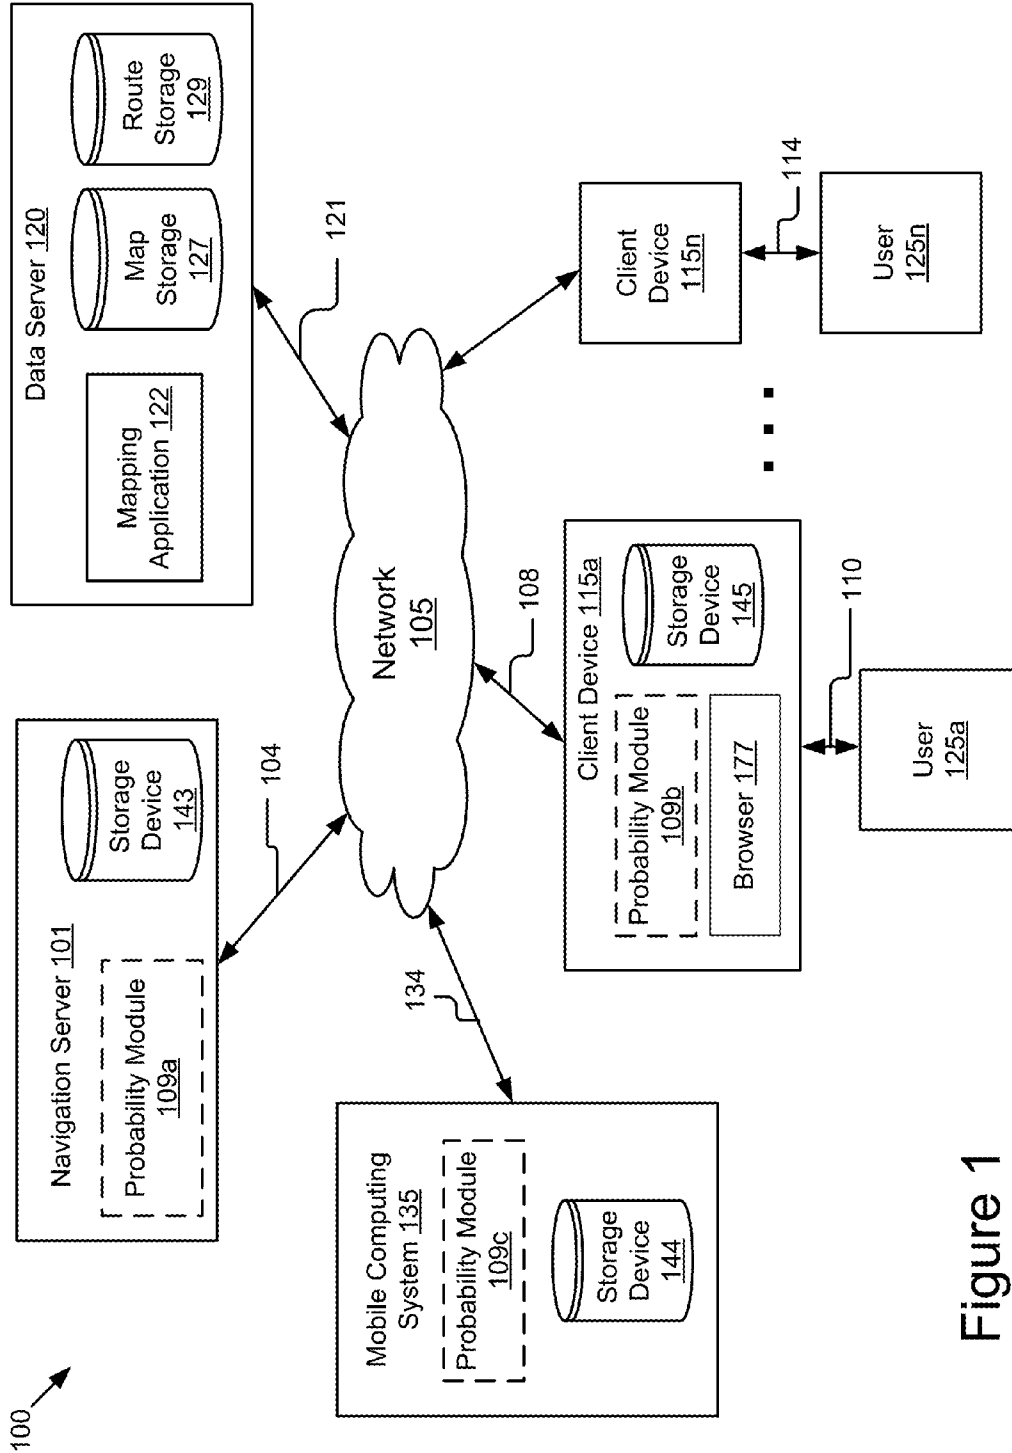 100
Navigation Server 101
Probability Module
109a
Storage
Device
143
Data Server 120
Mapping
Application 122
Map
Storage
127
Route
Storage
129
104
121
Network
105
134
108
Mobile Computing
System 135
Probability Module
109c
Storage
Device
144
Client Device 115a
Probability Module
109b
Browser 177
Storage
Device
145
Client
Device
115n
110
114
User
125a
User
125n
Figure 1